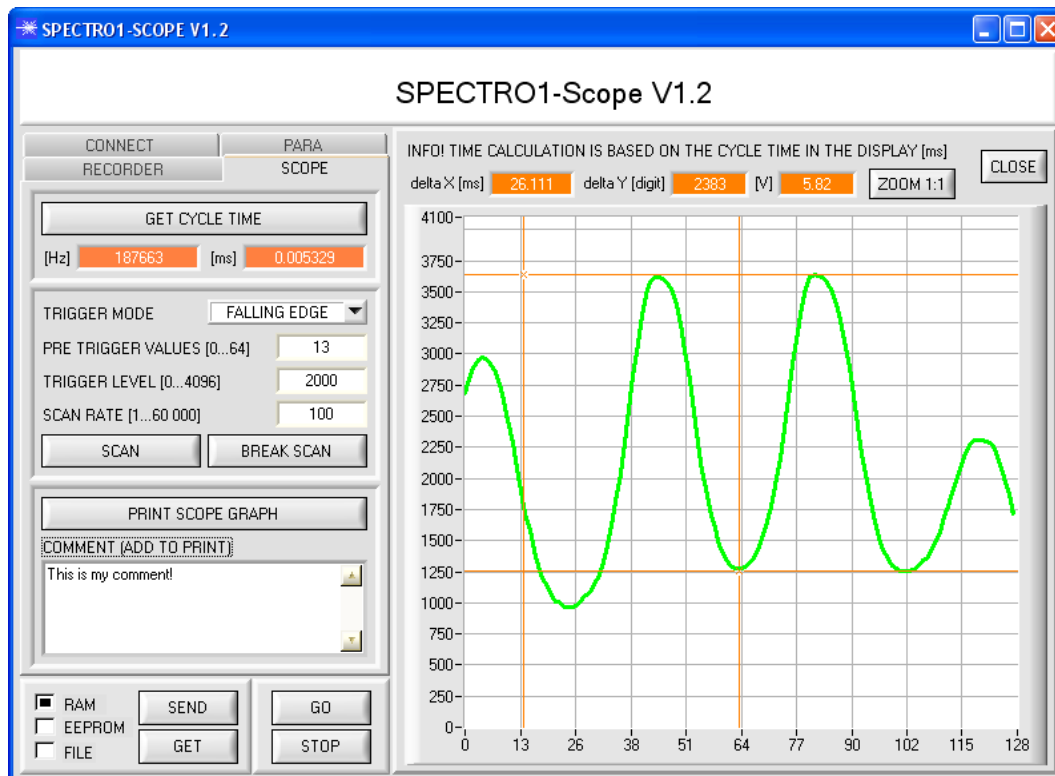 SPECTRO1-SCOPE V1.2
SPECTRO1-Scope V1.2
CONNECT PARA
RECORDER SCOPE
GET CYCLE TIME
[Hz] 187663 [ms] 0.005329
TRIGGER MODE FALLING EDGE
PRE TRIGGER VALUES [0...64] 13
TRIGGER LEVEL [0...4096] 2000
SCAN RATE [1...60 000] 100
SCAN BREAK SCAN
PRINT SCOPE GRAPH
COMMENT (ADD TO PRINT)
This is my comment!
RAM
EEPROM
FILE
SEND
GET
GO
STOP
INFO! TIME CALCULATION IS BASED ON THE CYCLE TIME IN THE DISPLAY [ms]
delta X [ms] 26.111 delta Y [digit] 2383 [V] 5.82 ZOOM 1:1
CLOSE
4100
3750
3500
3250
3000
2750
2500
2250
2000
1750
1500
1250
1000
750
500
250
0
0 13 26 38 51 64 77 90 102 115 128